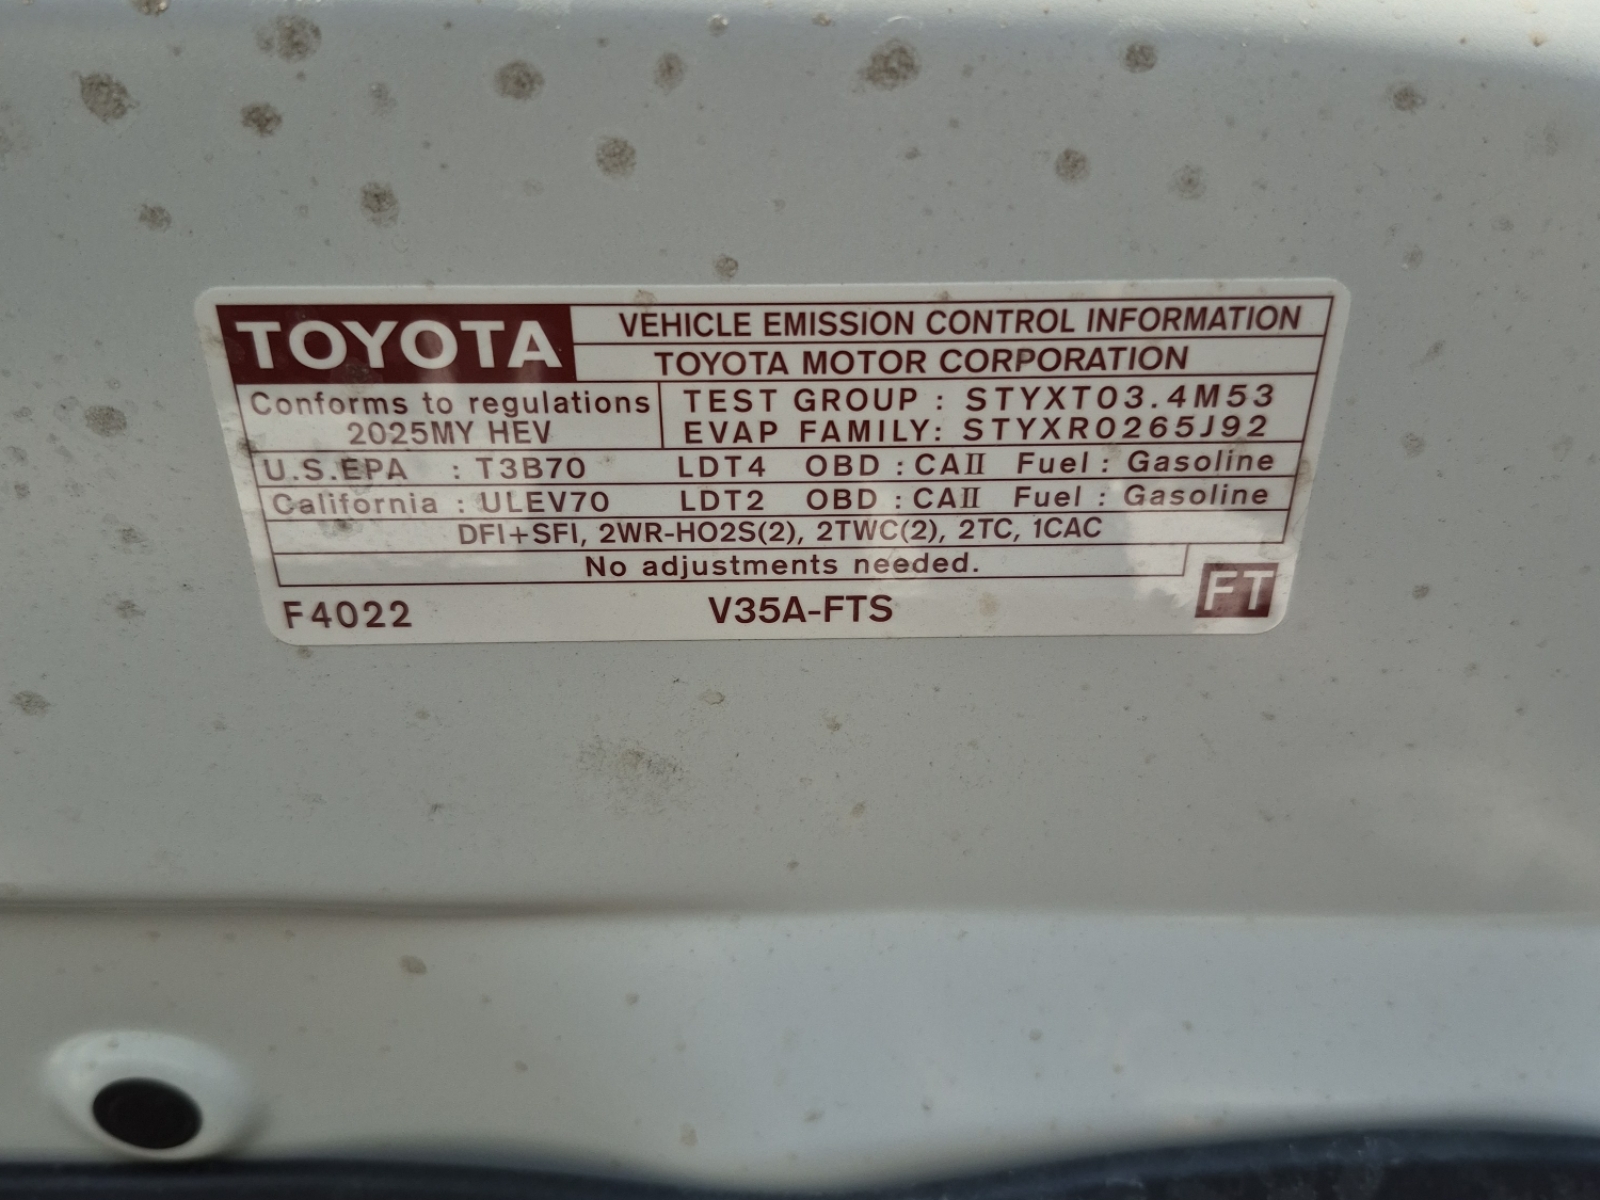 TOYOTA VEHICLE EMISSION CONTROL INFORMATION
TOYOTA MOTOR CORPORATION
Conforms to regulations
2025MY HEV
TEST GROUP : STYXT03.4M53
EVAP FAMILY: STYXR0265J92
U.S.EPA : T3B70 LDT4 OBD : CAII Fuel : Gasoline
California : ULEV70 LDT2 OBD : CAII Fuel : Gasoline
DFI+SFI, 2WR-HO2S(2), 2TWC(2), 2TC, 1CAC
No adjustments needed.
F4022 V35A-FTS FT